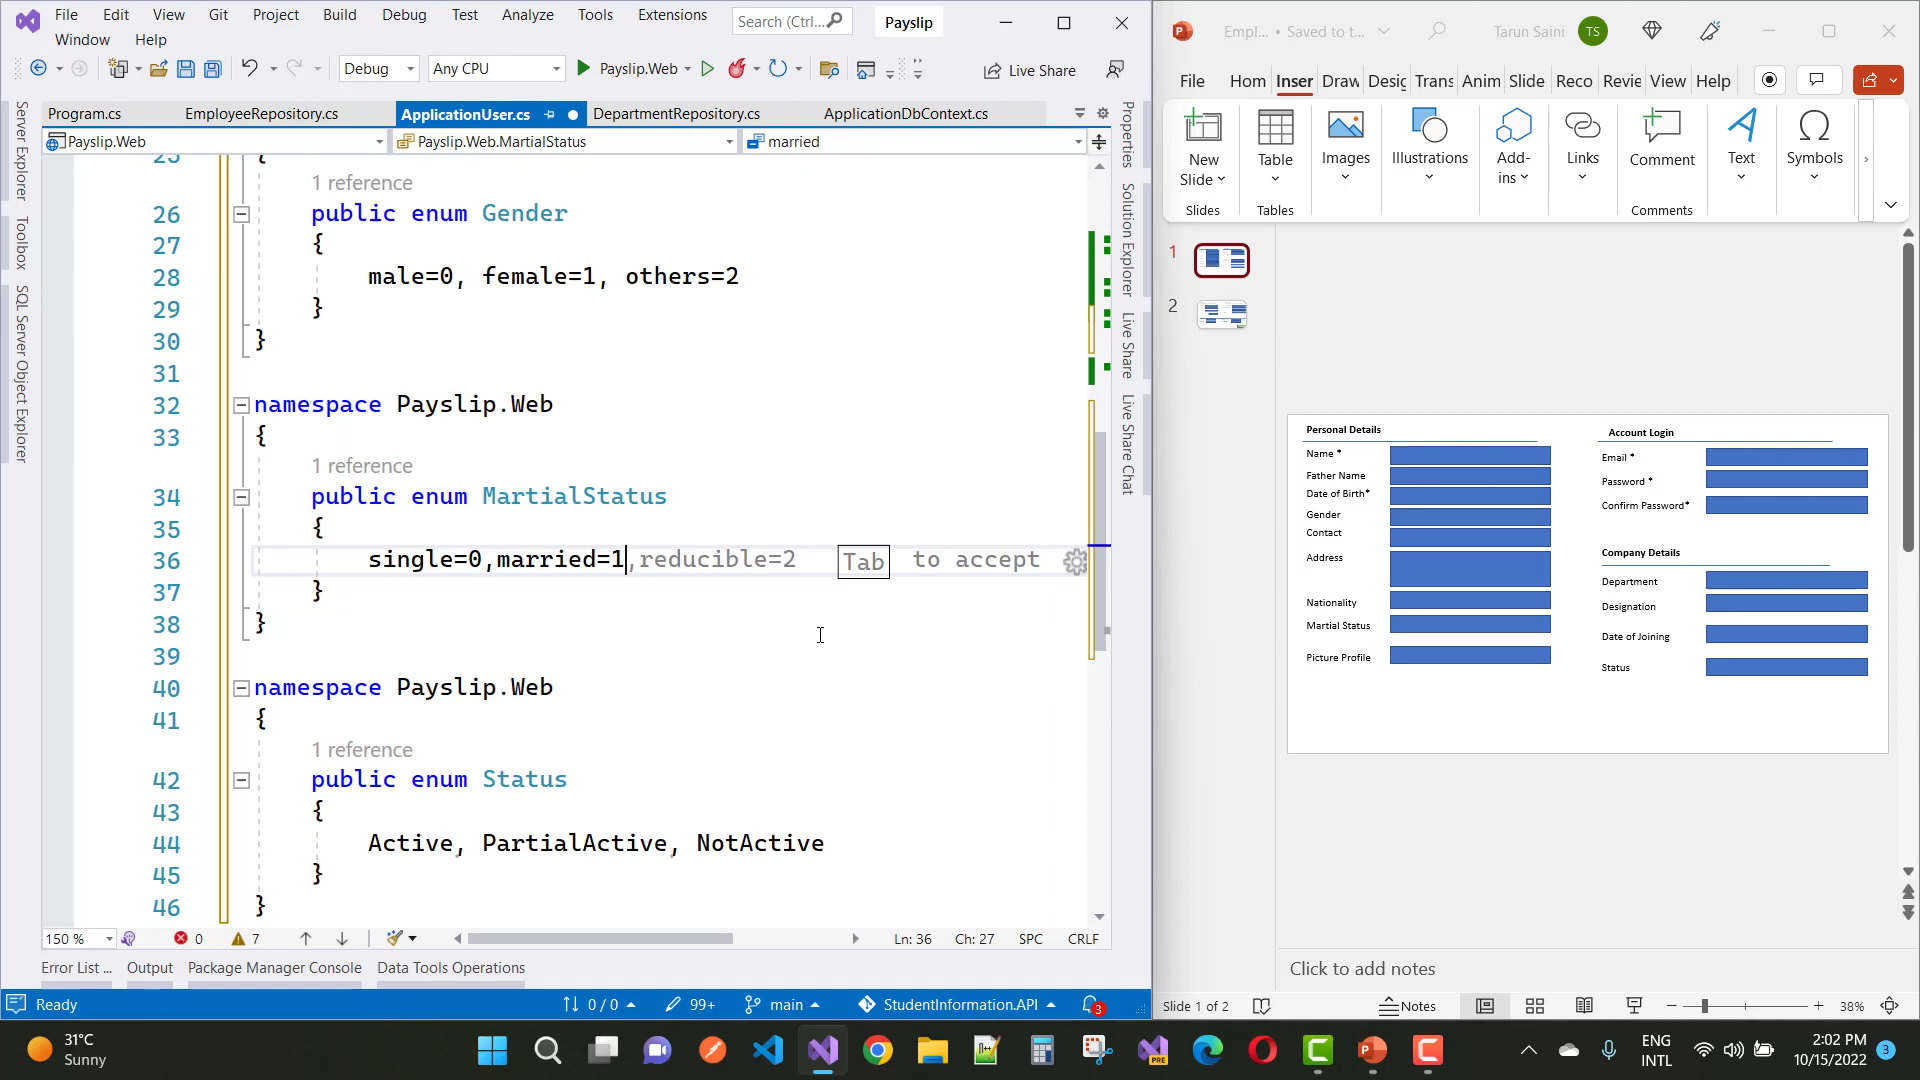 File Edit View Git Project Build Debug Test Analyze Tools Extensions
Window Help
Search (Ctrl...
Payslip
Debug Any CPU Payslip.Web Live Share
Program.cs EmployeeRepository.cs ApplicationUser.cs DepartmentRepository.cs ApplicationDbContext.cs
Payslip.Web Payslip.Web.MartialStatus married
Server Explorer
Toolbox
SQL Server Object Explorer
25 {
1 reference
26 public enum Gender
27 {
28 male=0, female=1, others=2
29 }
30 }
31
32 namespace Payslip.Web
33 {
1 reference
34 public enum MartialStatus
35 {
36 single=0,married=1,reducible=2 Tab to accept
37 }
38 }
39
40 namespace Payslip.Web
41 {
1 reference
42 public enum Status
43 {
44 Active, PartialActive, NotActive
45 }
46 }
Properties
Solution Explorer
Live Share
Live Share Chat
150 % 0 7 Ln: 36 Ch: 27 SPC CRLF
Error List ... Output Package Manager Console Data Tools Operations
Ready 0 / 0 99+ main StudentInformation.API 3
Empl... • Saved to t... Tarun Saini TS
File Hom Inser Draw Desig Trans Anim Slide Reco Revie View Help
New Slide
Table
Images
Illustrations
Add-ins
Links
Comment
Text
Symbols
Slides Tables Comments
1
2
Personal Details
Name *
Father Name
Date of Birth*
Gender
Contact
Address
Nationality
Martial Status
Picture Profile
Account Login
Email *
Password *
Confirm Password*
Company Details
Department
Designation
Date of Joining
Status
Click to add notes
Slide 1 of 2 Notes 38%
31°C
Sunny
PRE
ENG
INTL
2:02 PM
10/15/2022
3